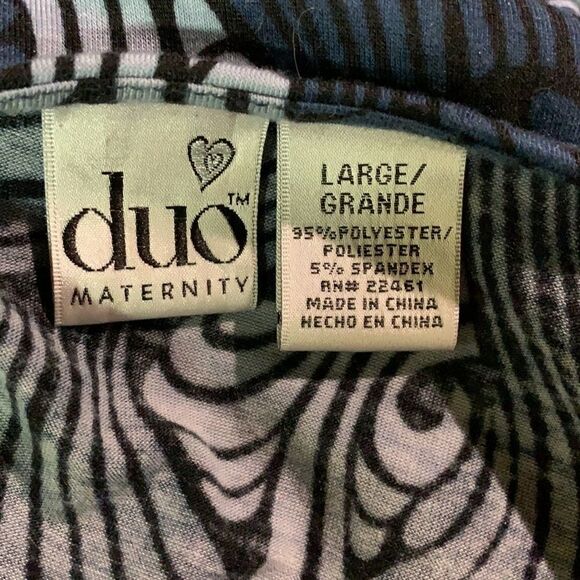 duo™
MATERNITY
LARGE/
GRANDE
95% POLYESTER/
POLIESTER
5% SPANDEX
RN# 22461
MADE IN CHINA
HECHO EN CHINA